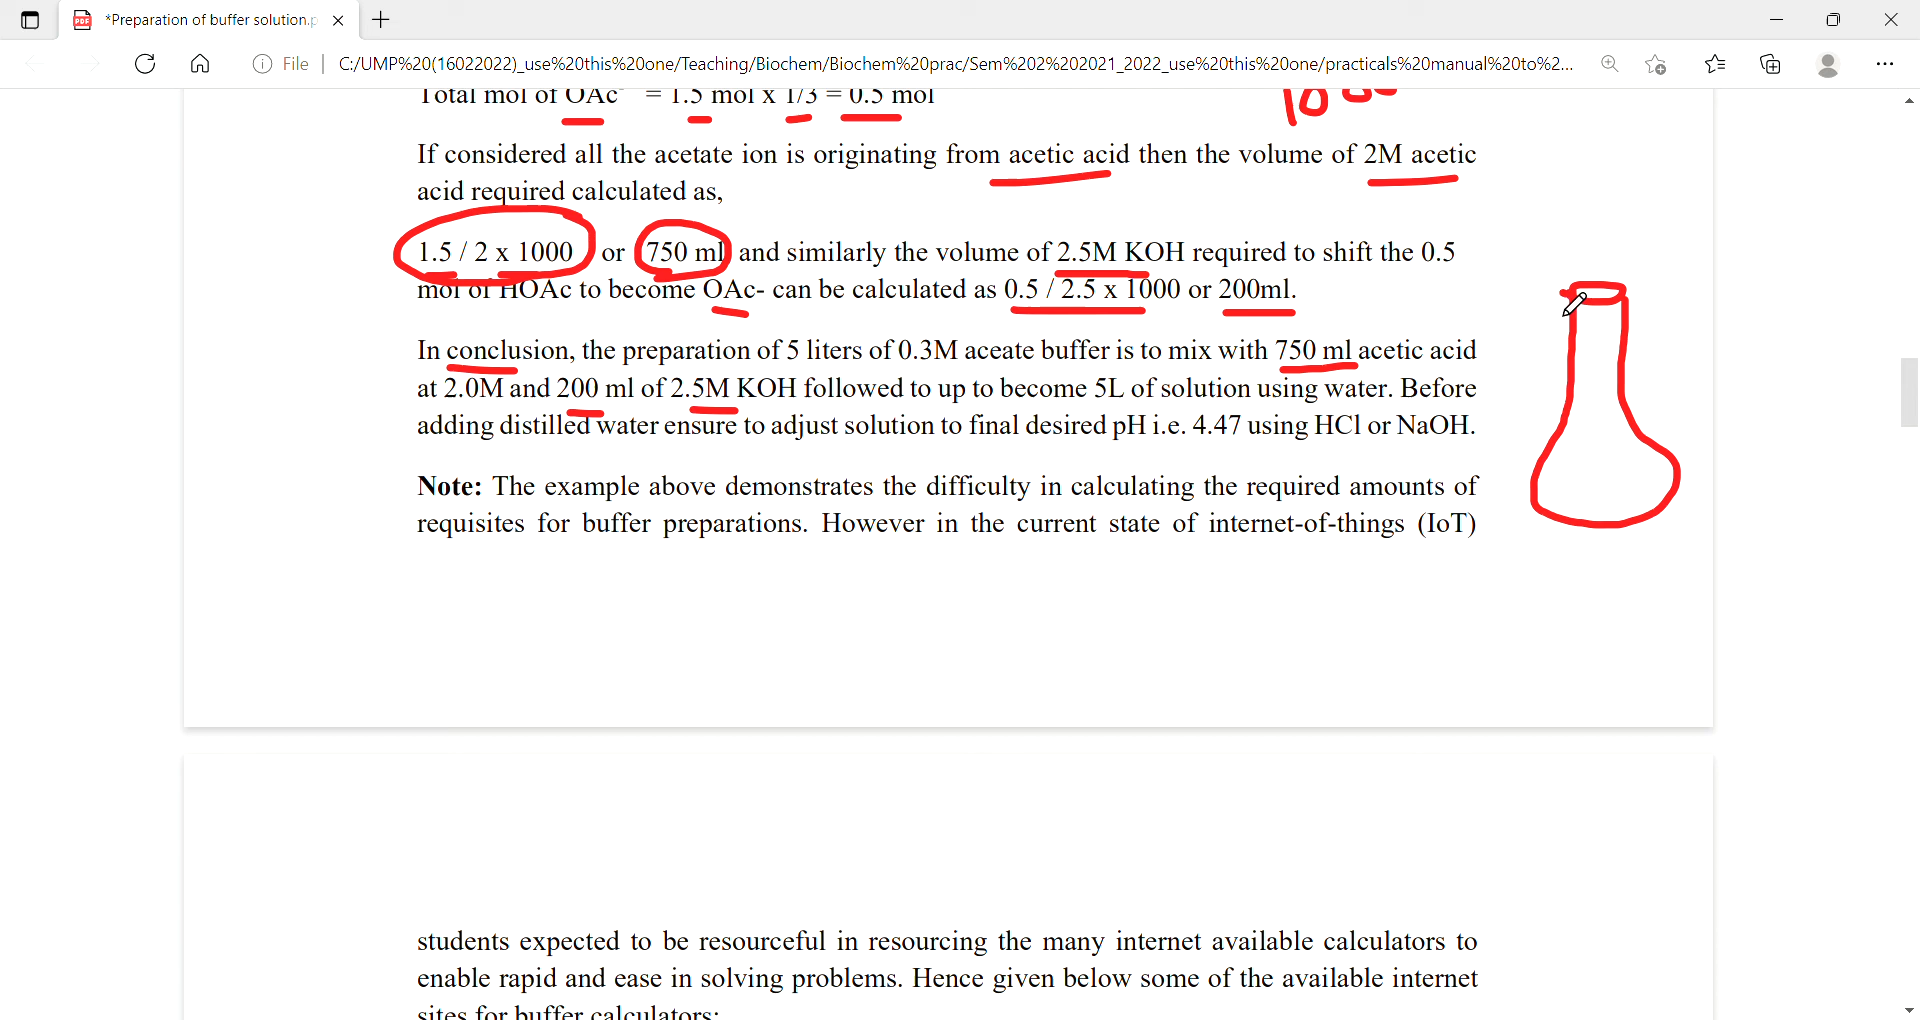 *Preparation of buffer solution.p
File
C:/UMP%20(16022022)_use%20this%20one/Teaching/Biochem/Biochem%20prac/Sem%202%202021_2022_use%20this%20one/practicals%20manual%20to%2...
Total mol of OAc⁻ = 1.5 mol x 1/3 = 0.5 mol
If considered all the acetate ion is originating from acetic acid then the volume of 2M acetic
acid required calculated as,
1.5 / 2 x 1000 or 750 ml and similarly the volume of 2.5M KOH required to shift the 0.5
mol of HOAc to become OAc- can be calculated as 0.5 / 2.5 x 1000 or 200ml.
In conclusion, the preparation of 5 liters of 0.3M aceate buffer is to mix with 750 ml acetic acid
at 2.0M and 200 ml of 2.5M KOH followed to up to become 5L of solution using water. Before
adding distilled water ensure to adjust solution to final desired pH i.e. 4.47 using HCl or NaOH.
Note: The example above demonstrates the difficulty in calculating the required amounts of
requisites for buffer preparations. However in the current state of internet-of-things (IoT)
students expected to be resourceful in resourcing the many internet available calculators to
enable rapid and ease in solving problems. Hence given below some of the available internet
sites for buffer calculators: